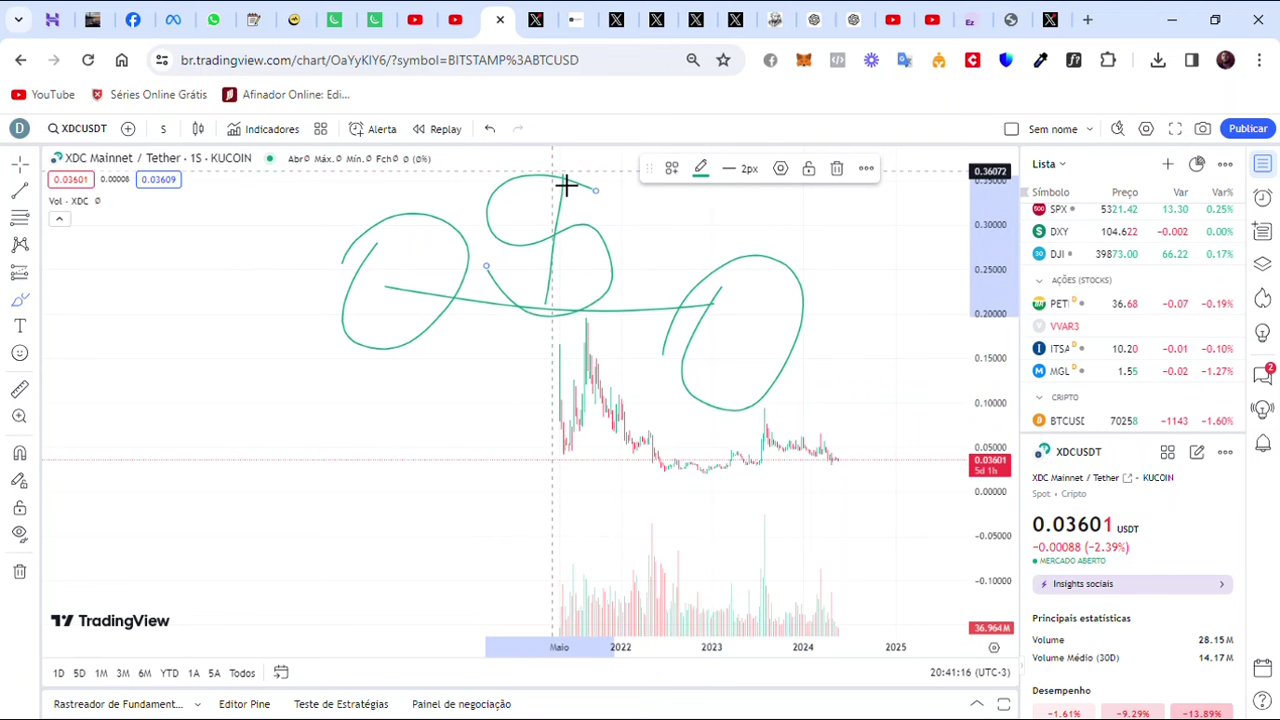 br.tradingview.com/chart/OaYyKlY6/?symbol=BITSTAMP%3ABTCUSD
YouTube Séries Online Grátis Afinador Online: Edi...
D XDCUSDT S Indicadores Alerta Replay Sem nome Publicar
XDC Mainnet / Tether · 1S · KUCOIN Abr Ø Máx. Ø Mín. Ø Fch Ø Ø (Ø%)
0.03601 0.00008 0.03609
Vol · XDC Ø
2px
0.36072
0.35000
0.30000
0.25000
0.20000
0.15000
0.10000
0.05000
0.03601
5d 1h
0.00000
−0.05000
−0.10000
36.964M
TradingView
Maio 2022 2023 2024 2025
1D 5D 1M 3M 6M YTD 1A 5A Todos 20:41:16 (UTC-3)
Rastreador de Fundament... Editor Pine Teste de Estratégias Painel de negociação
Lista
Símbolo Preço Var Var%
SPX 5321.42 13.30 0.25%
DXY 104.622 −0.002 0.00%
DJI 39873.00 66.22 0.17%
AÇÕES (STOCKS)
PET 36.68 −0.07 −0.19%
VVAR3
ITSA 10.20 −0.01 −0.10%
MGL 1.55 −0.02 −1.27%
CRIPTO
BTCUSD 70258 −1143 −1.60%
XDCUSDT
XDC Mainnet / Tether · KUCOIN
Spot · Cripto
0.03601 USDT
−0.00088 (−2.39%)
MERCADO ABERTO
Insights sociais
Principais estatísticas
Volume 28.15M
Volume Médio (30D) 14.17M
Desempenho
−1.61% −9.29% −13.89%